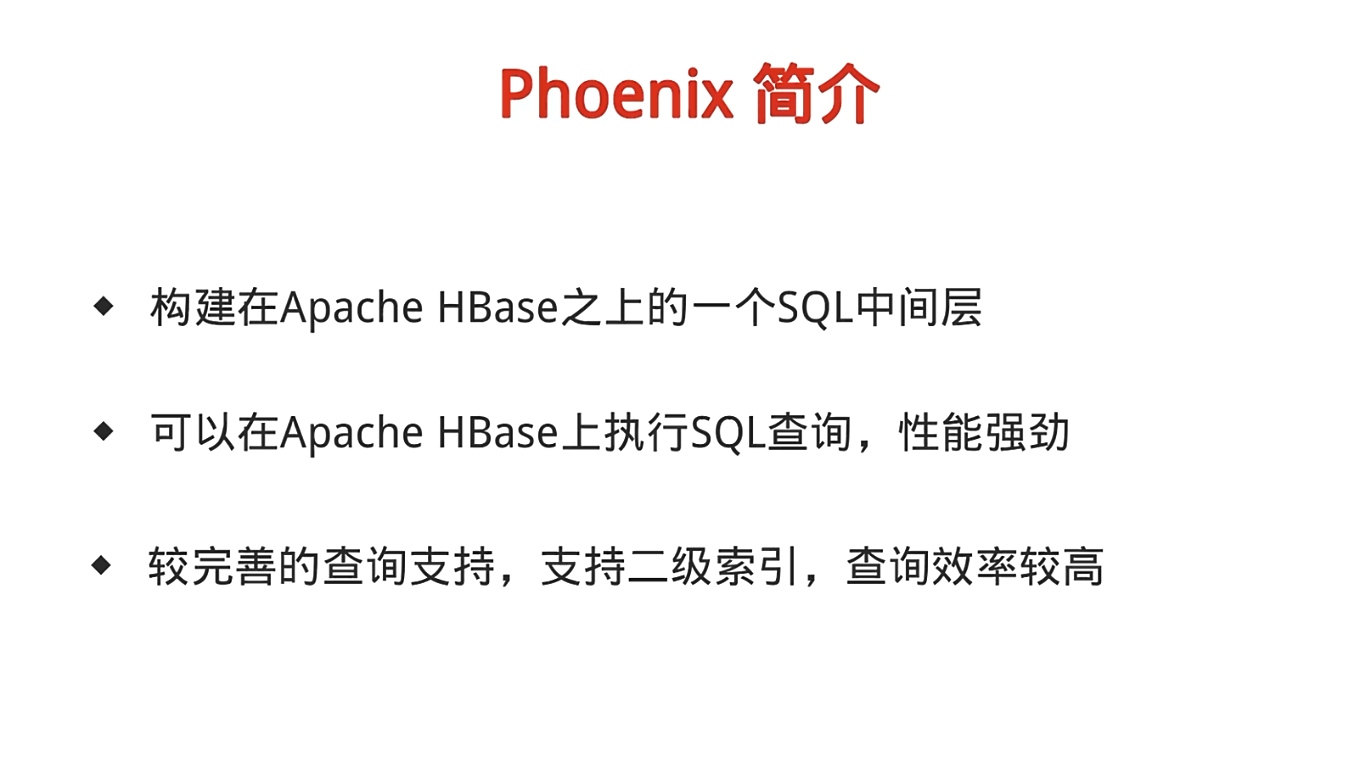 Phoenix 简介
◆ 构建在Apache HBase之上的一个SQL中间层
◆ 可以在Apache HBase上执行SQL查询，性能强劲
◆ 较完善的查询支持，支持二级索引，查询效率较高